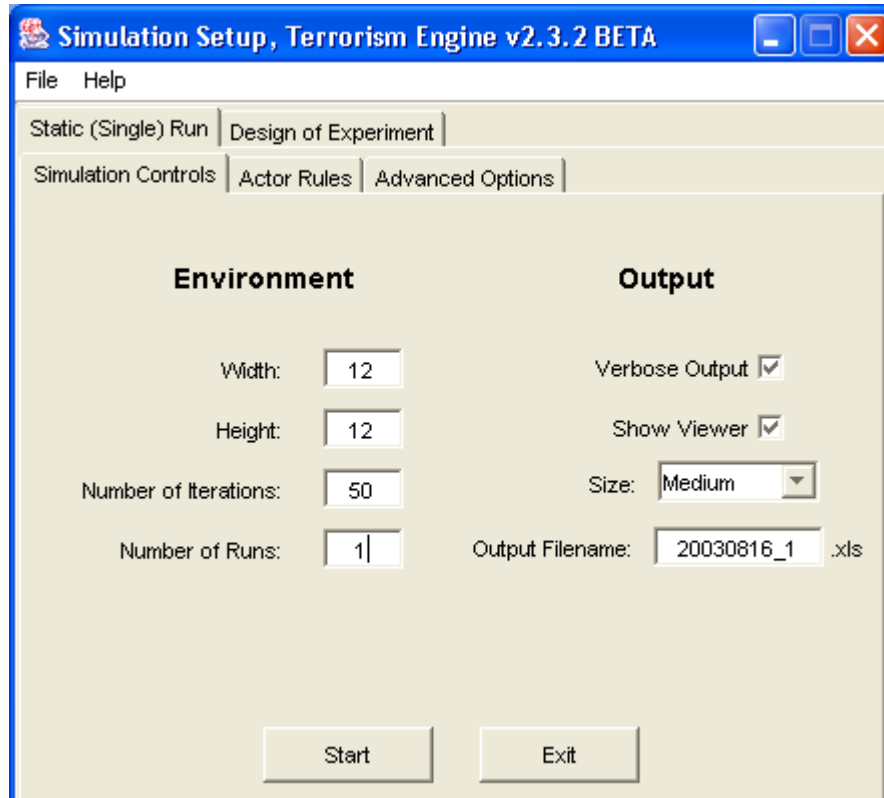 Simulation Setup, Terrorism Engine v2.3.2 BETA
File Help
Static (Single) Run Design of Experiment
Simulation Controls Actor Rules Advanced Options
Environment Output
Width: 12 Verbose Output
Height: 12 Show Viewer
Number of Iterations: 50 Size: Medium
Number of Runs: 1 Output Filename: 20030816_1 .xls
Start Exit